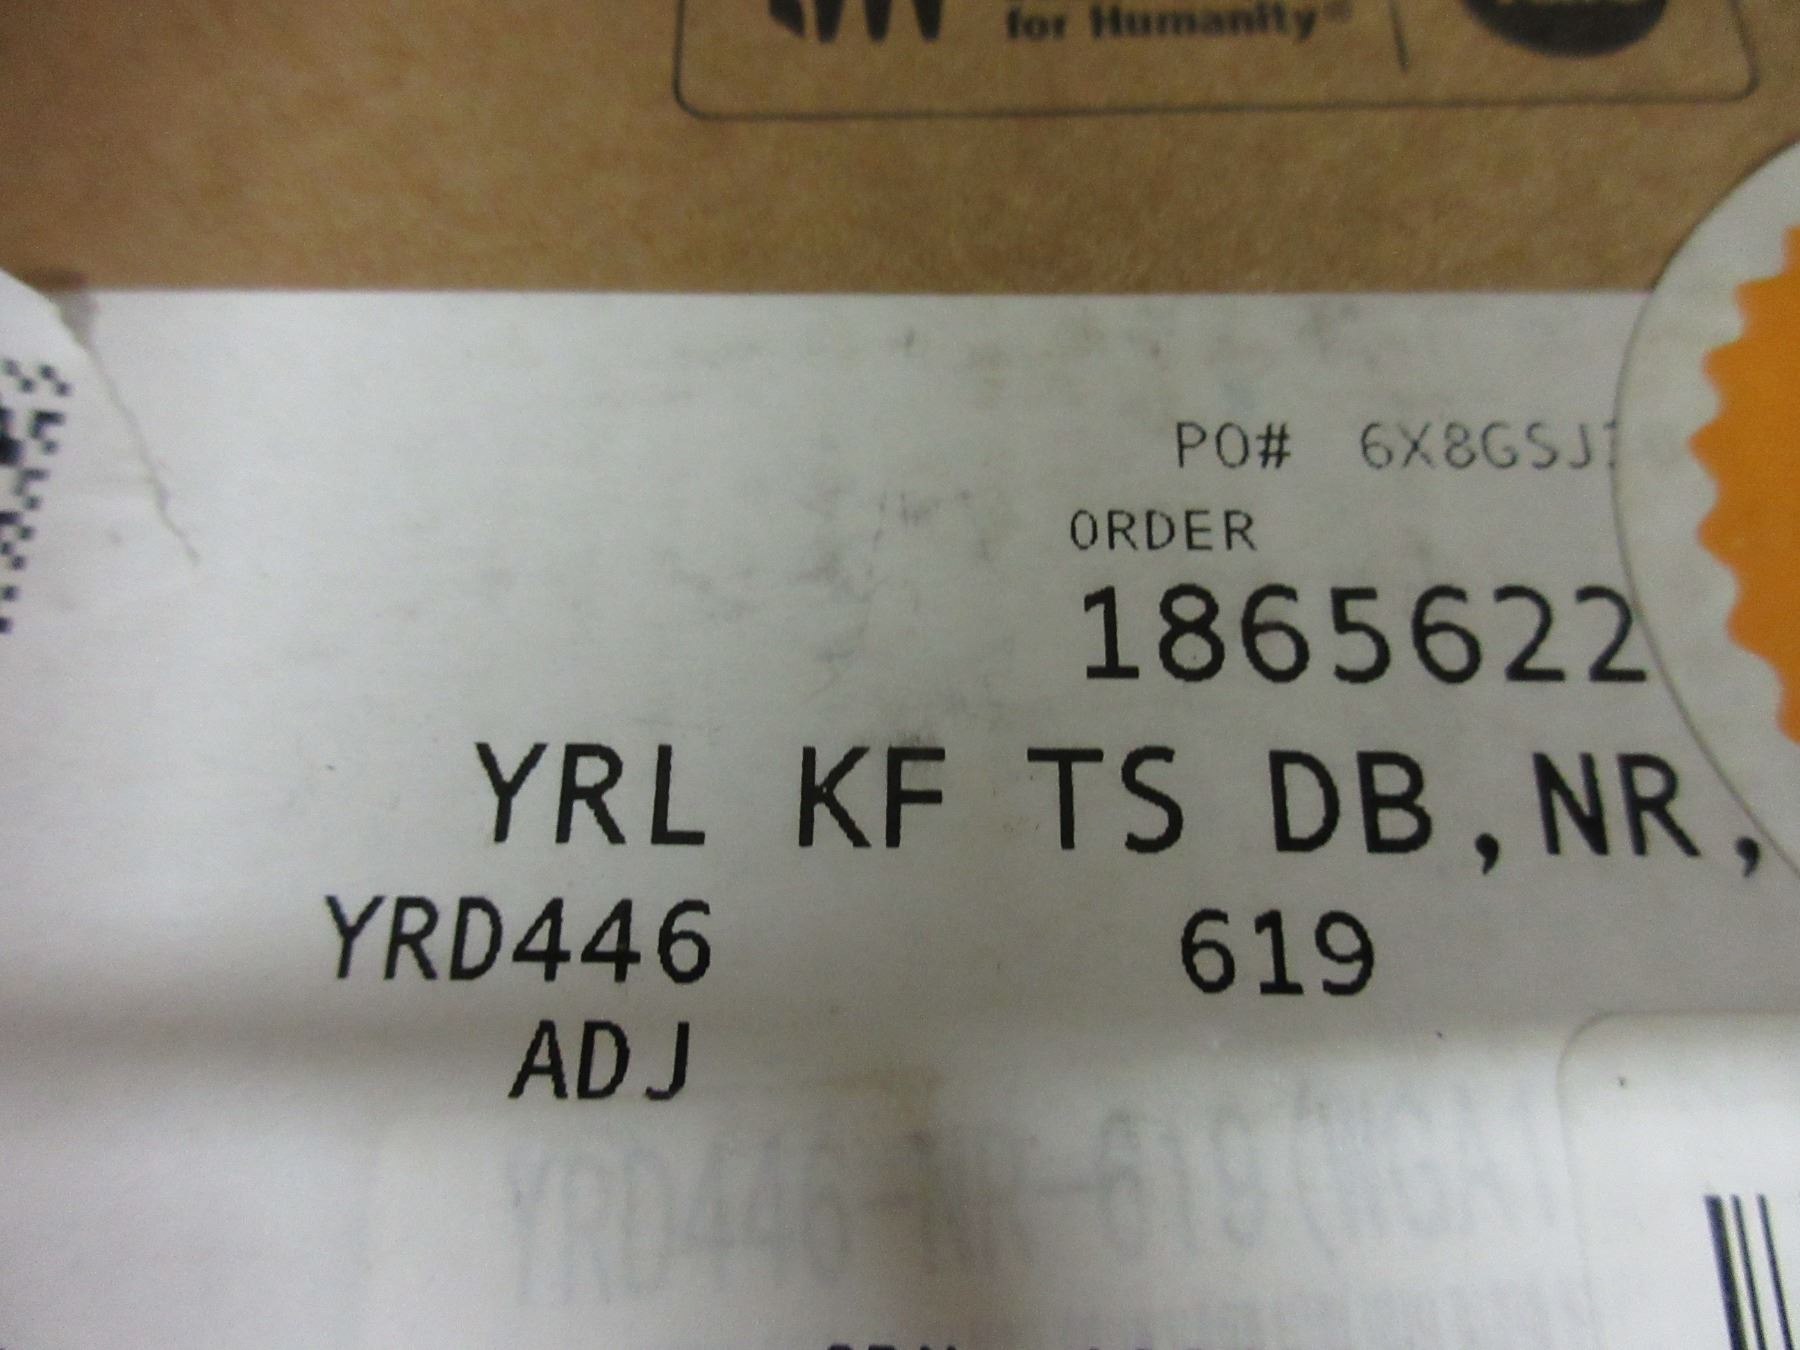 for Humanity®
PO# 6X8GSJ
ORDER
1865622
YRL KF TS DB,NR,
YRD446 619
ADJ